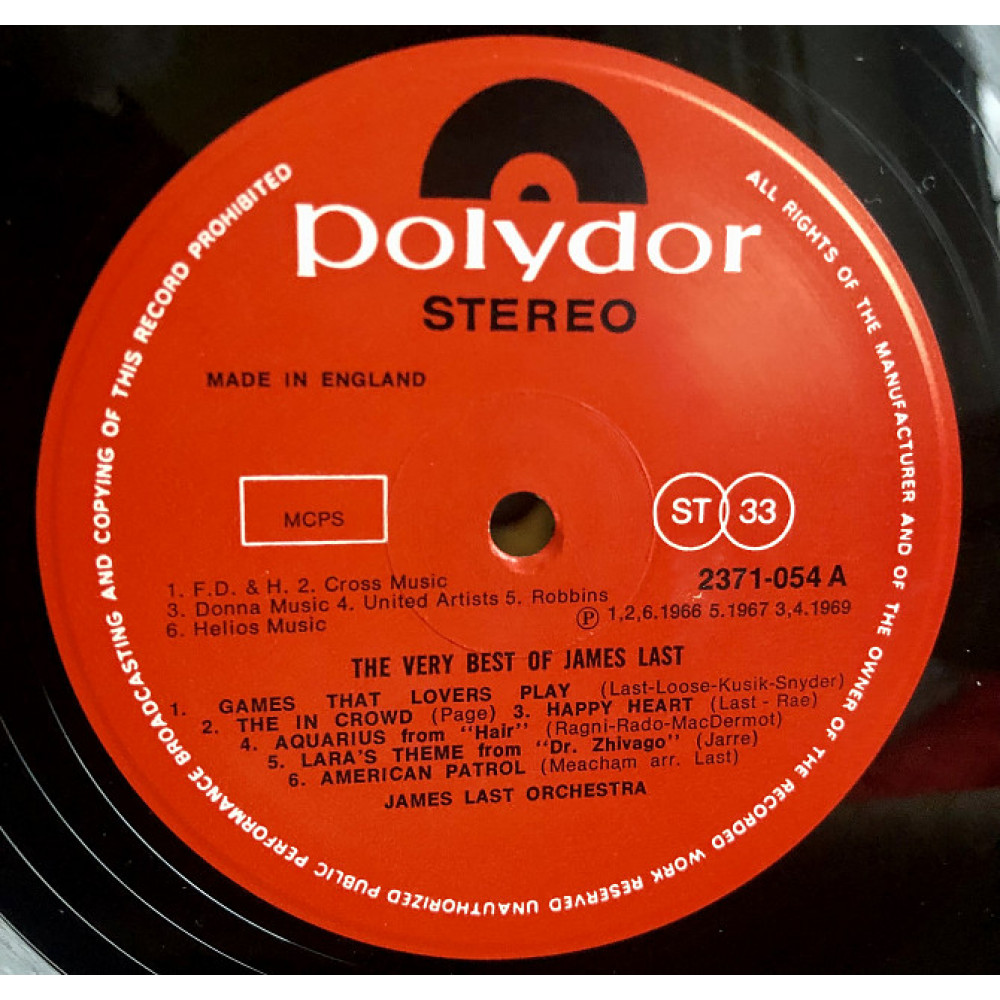 polydor
STEREO
MADE IN ENGLAND
MCPS
ST 33
2371-054 A
1. F.D. & H. 2. Cross Music
3. Donna Music 4. United Artists 5. Robbins
6. Helios Music
Ⓟ 1,2,6.1966 5.1967 3,4.1969
THE VERY BEST OF JAMES LAST
1. GAMES THAT LOVERS PLAY (Last-Loose-Kusik-Snyder)
2. THE IN CROWD (Page) 3. HAPPY HEART (Last - Rae)
4. AQUARIUS from "Hair" (Ragni-Rado-MacDermot)
5. LARA'S THEME from "Dr. Zhivago" (Jarre)
6. AMERICAN PATROL (Meacham arr. Last)
JAMES LAST ORCHESTRA
ALL RIGHTS OF THE MANUFACTURER AND OF THE OWNER OF THE RECORDED WORK RESERVED UNAUTHORIZED PUBLIC PERFORMANCE BROADCASTING AND COPYING OF THIS RECORD PROHIBITED